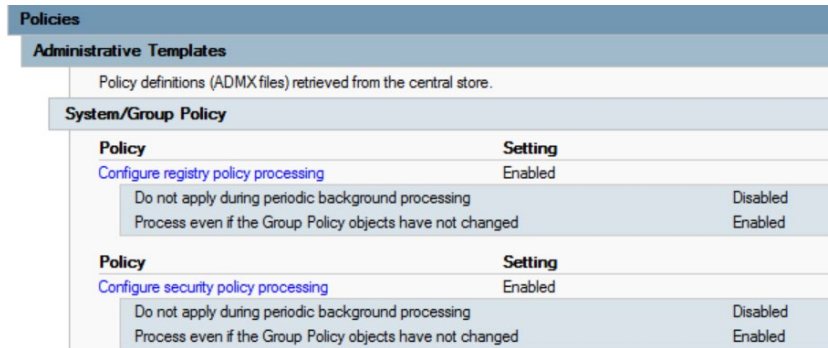 Policies
Administrative Templates
Policy definitions (ADMX files) retrieved from the central store.
System/Group Policy
Policy Setting
Configure registry policy processing Enabled
Do not apply during periodic background processing Disabled
Process even if the Group Policy objects have not changed Enabled
Policy Setting
Configure security policy processing Enabled
Do not apply during periodic background processing Disabled
Process even if the Group Policy objects have not changed Enabled